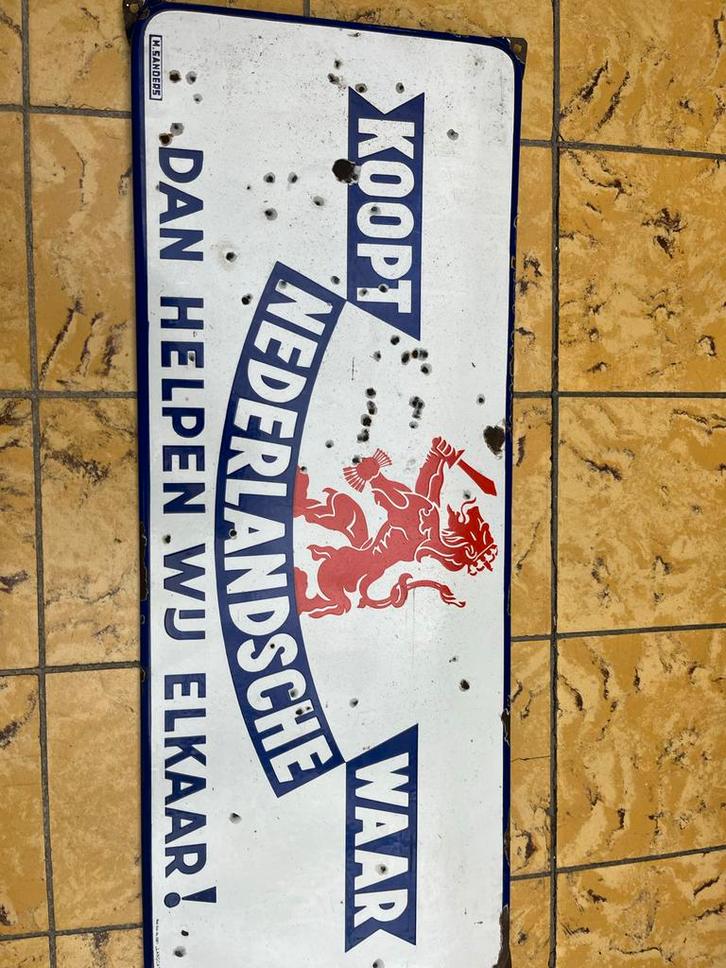 KOOPT
NEDERLANDSCHE
WAAR
DAN HELPEN WIJ ELKAAR!
M. SANDERS